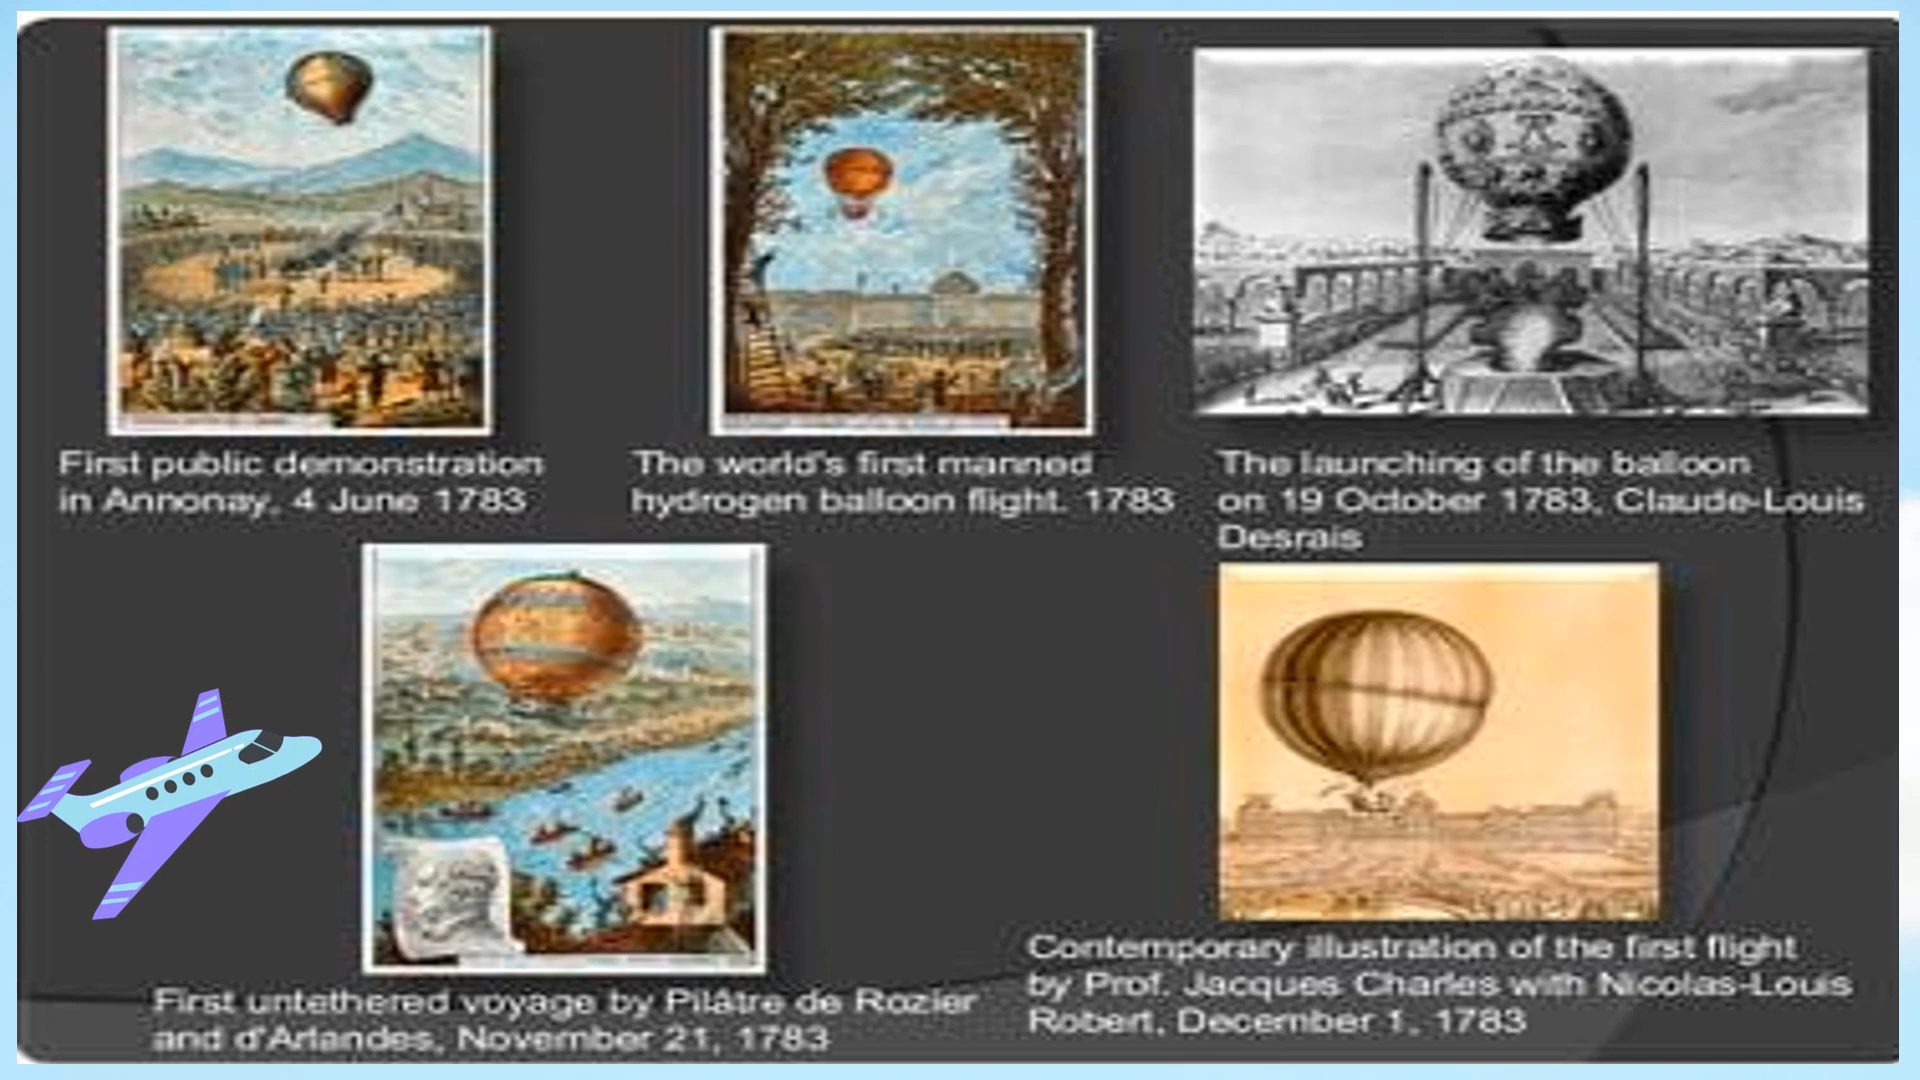 First public demonstration
in Annonay, 4 June 1783
The world's first manned
hydrogen balloon flight. 1783
The launching of the balloon
on 19 October 1783, Claude-Louis
Desrais
First untethered voyage by Pilâtre de Rozier
and d'Arlandes, November 21, 1783
Contemporary illustration of the first flight
by Prof. Jacques Charles with Nicolas-Louis
Robert, December 1, 1783